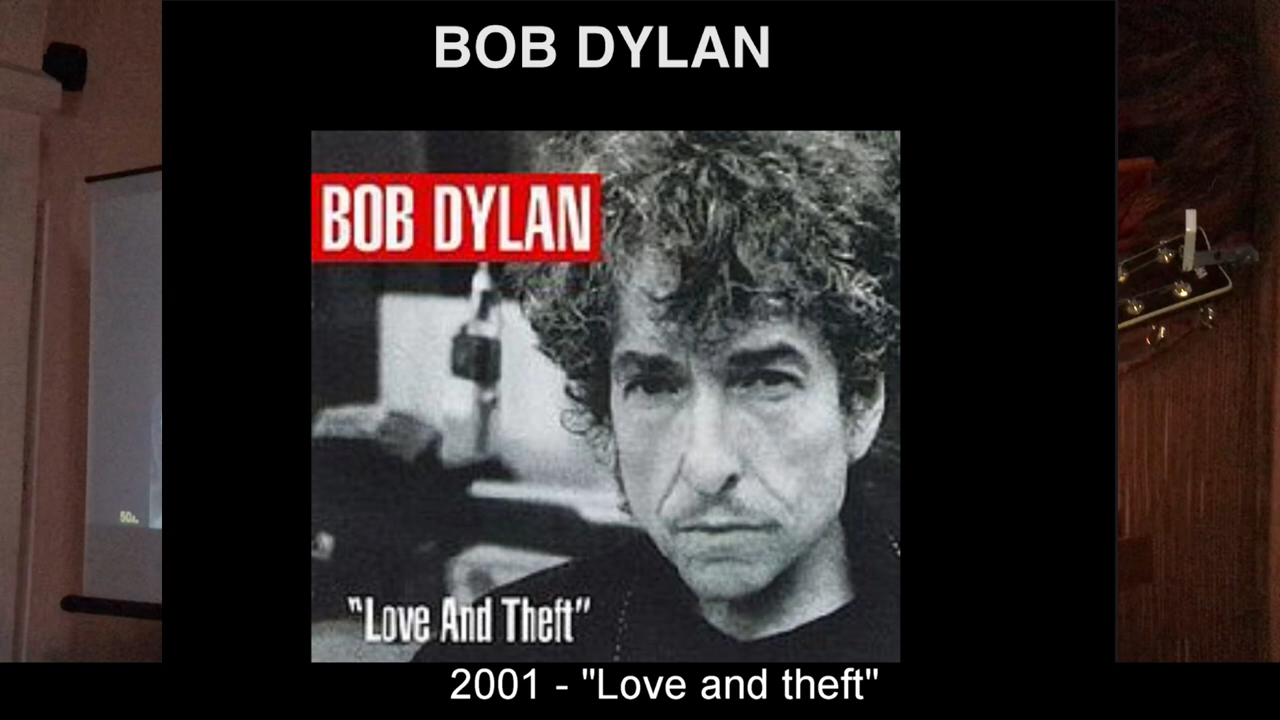 BOB DYLAN
BOB DYLAN
"Love And Theft"
2001 - "Love and theft"